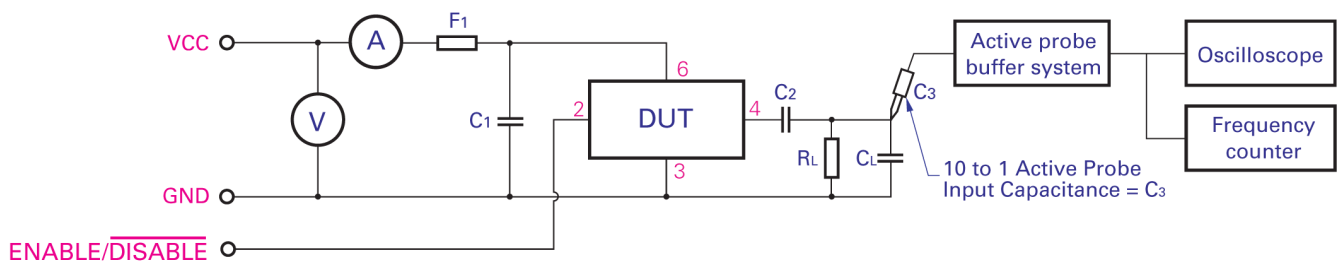 VCC
A
F1
V
C1
6
2
DUT
4
3
C2
RL
CL
C3
Active probe
buffer system
Oscilloscope
Frequency
counter
10 to 1 Active Probe
Input Capacitance = C3
GND
ENABLE/DISABLE